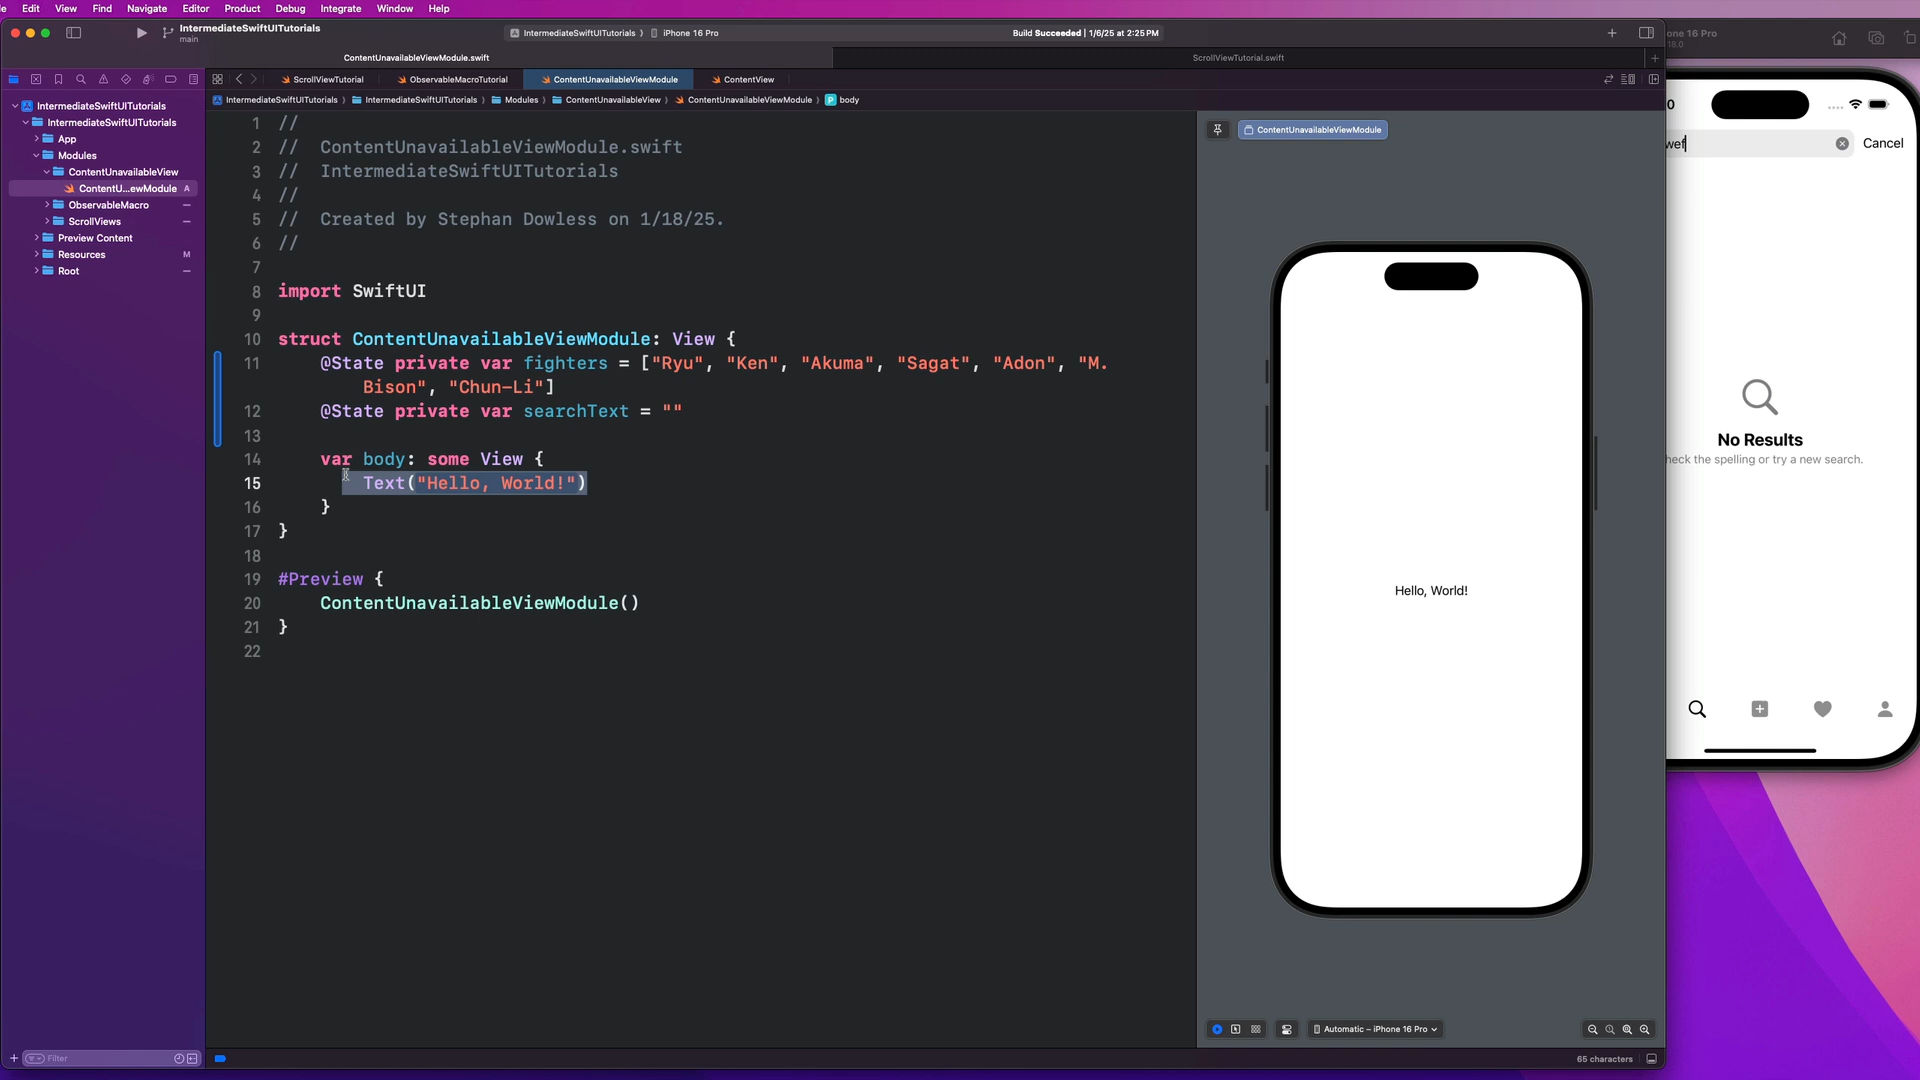 Edit View Find Navigate Editor Product Debug Integrate Window Help
IntermediateSwiftUITutorials
main
IntermediateSwiftUITutorials 〉 iPhone 16 Pro
Build Succeeded | 1/6/25 at 2:25 PM
ContentUnavailableViewModule.swift
ScrollViewTutorial.swift
ScrollViewTutorial
ObservableMacroTutorial
ContentUnavailableViewModule
ContentView
IntermediateSwiftUITutorials 〉 IntermediateSwiftUITutorials 〉 Modules 〉 ContentUnavailableView 〉 ContentUnavailableViewModule 〉 P body
IntermediateSwiftUITutorials
IntermediateSwiftUITutorials
App
Modules
ContentUnavailableView
ContentU...ewModule A
ObservableMacro
ScrollViews
Preview Content
Resources M
Root
Filter
1 //
2 // ContentUnavailableViewModule.swift
3 // IntermediateSwiftUITutorials
4 //
5 // Created by Stephan Dowless on 1/18/25.
6 //
7
8 import SwiftUI
9
10 struct ContentUnavailableViewModule: View {
11 @State private var fighters = ["Ryu", "Ken", "Akuma", "Sagat", "Adon", "M.
Bison", "Chun-Li"]
12 @State private var searchText = ""
13
14 var body: some View {
15 Text("Hello, World!")
16 }
17 }
18
19 #Preview {
20 ContentUnavailableViewModule()
21 }
22
ContentUnavailableViewModule
Hello, World!
Automatic – iPhone 16 Pro
65 characters
one 16 Pro
18.0
0
wef
Cancel
No Results
heck the spelling or try a new search.